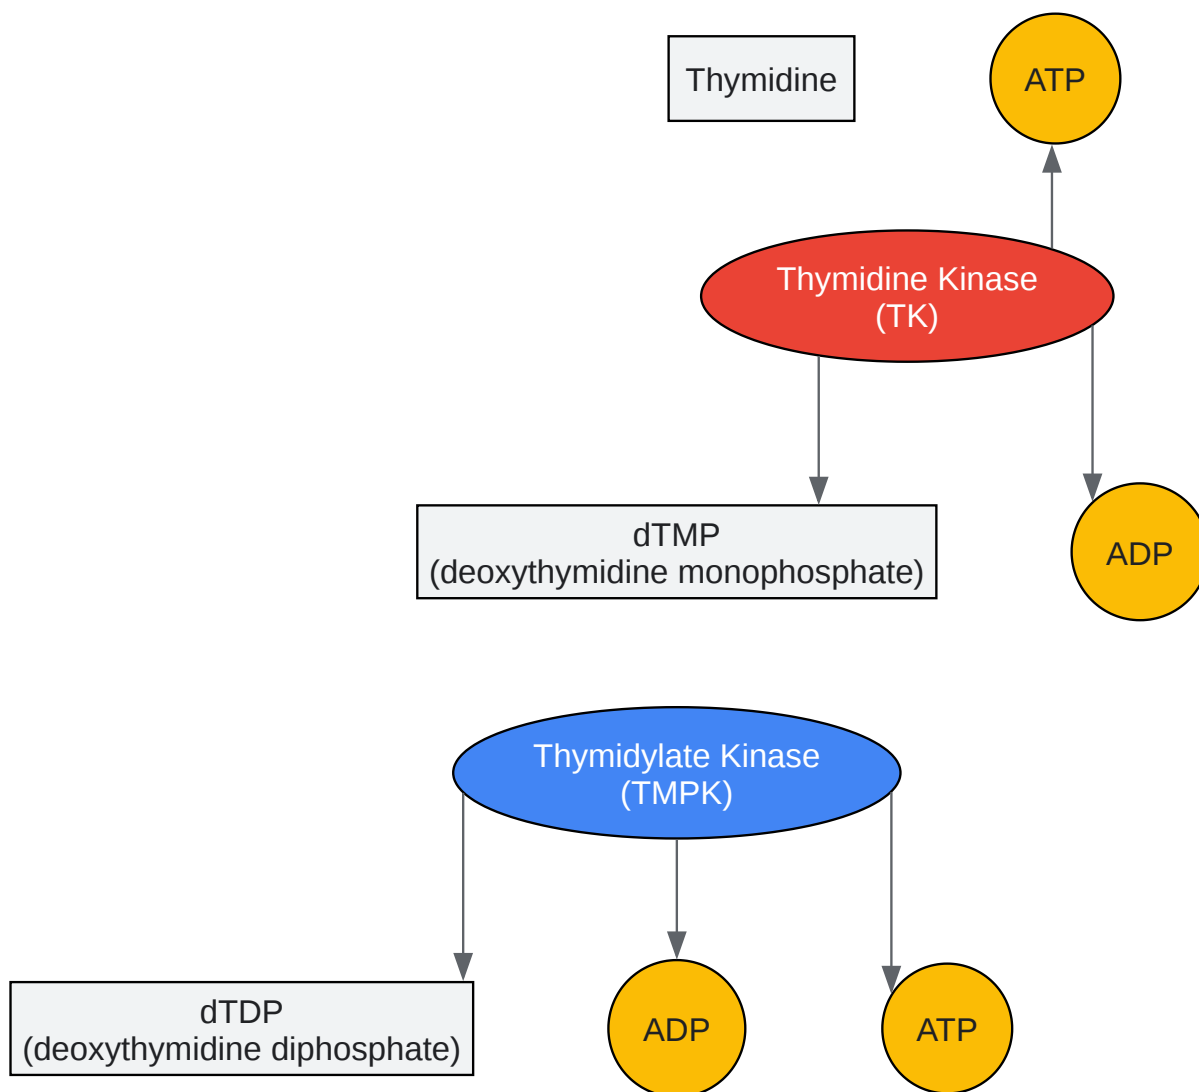 Thymidine
ATP
Thymidine Kinase
(TK)
dTMP
(deoxythymidine monophosphate)
ADP
Thymidylate Kinase
(TMPK)
dTDP
(deoxythymidine diphosphate)
ADP
ATP